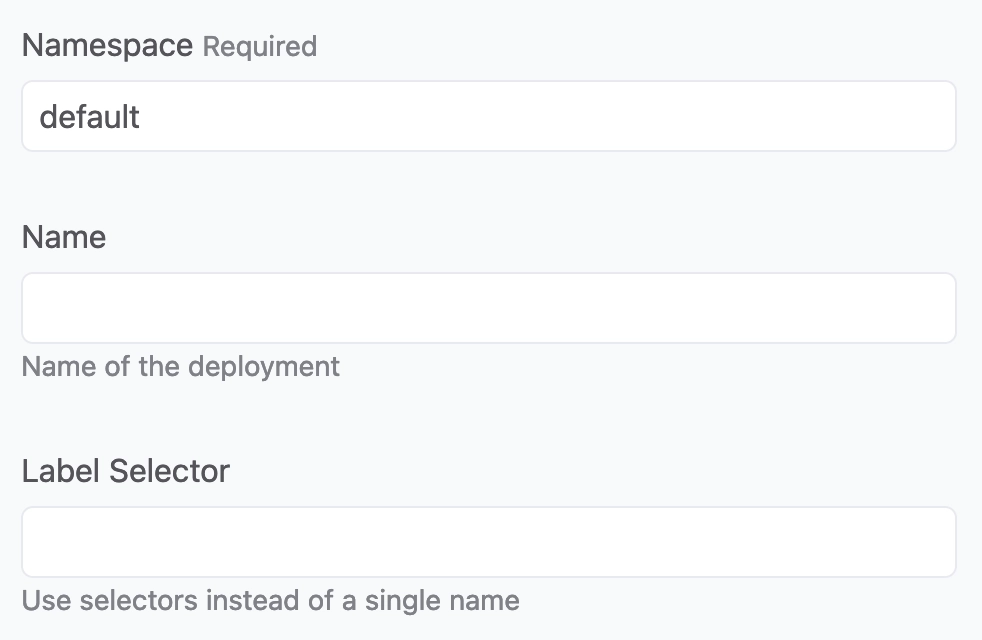 Namespace Required
default
Name
Name of the deployment
Label Selector
Use selectors instead of a single name